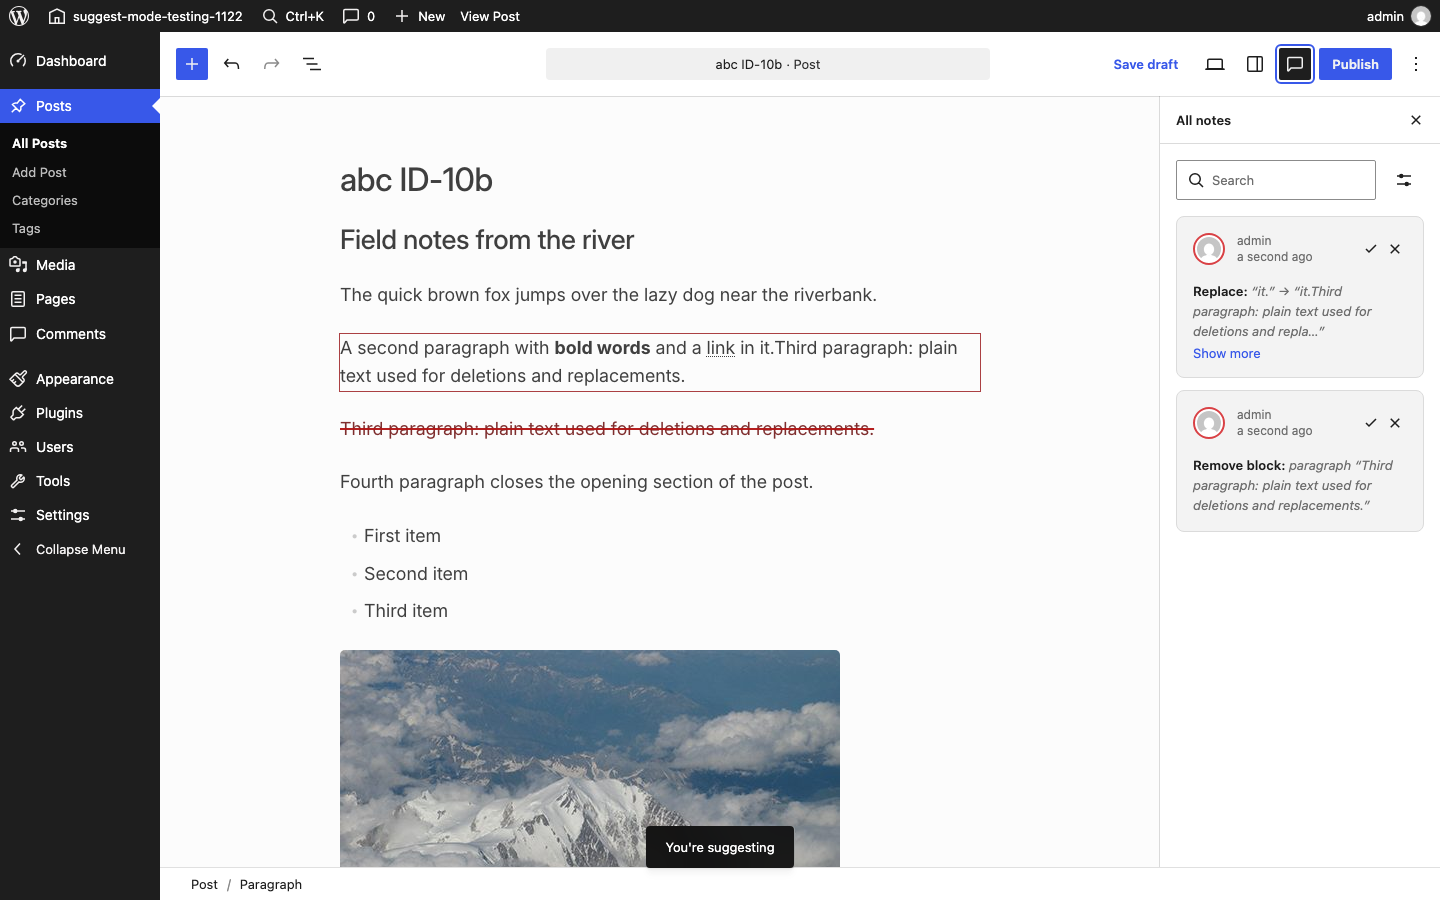 suggest-mode-testing-1122
Ctrl+K
0
New
View Post
admin
Dashboard
Posts
All Posts
Add Post
Categories
Tags
Media
Pages
Comments
Appearance
Plugins
Users
Tools
Settings
Collapse Menu
abc ID-10b · Post
Save draft
Publish
abc ID-10b
Field notes from the river
The quick brown fox jumps over the lazy dog near the riverbank.
A second paragraph with bold words and a link in it.Third paragraph: plain
text used for deletions and replacements.
Third paragraph: plain text used for deletions and replacements.
Fourth paragraph closes the opening section of the post.
• First item
• Second item
• Third item
You're suggesting
Post / Paragraph
All notes
Search
admin
a second ago
Replace: “it.” → “it.Third
paragraph: plain text used for
deletions and repla…”
Show more
admin
a second ago
Remove block: paragraph “Third
paragraph: plain text used for
deletions and replacements.”